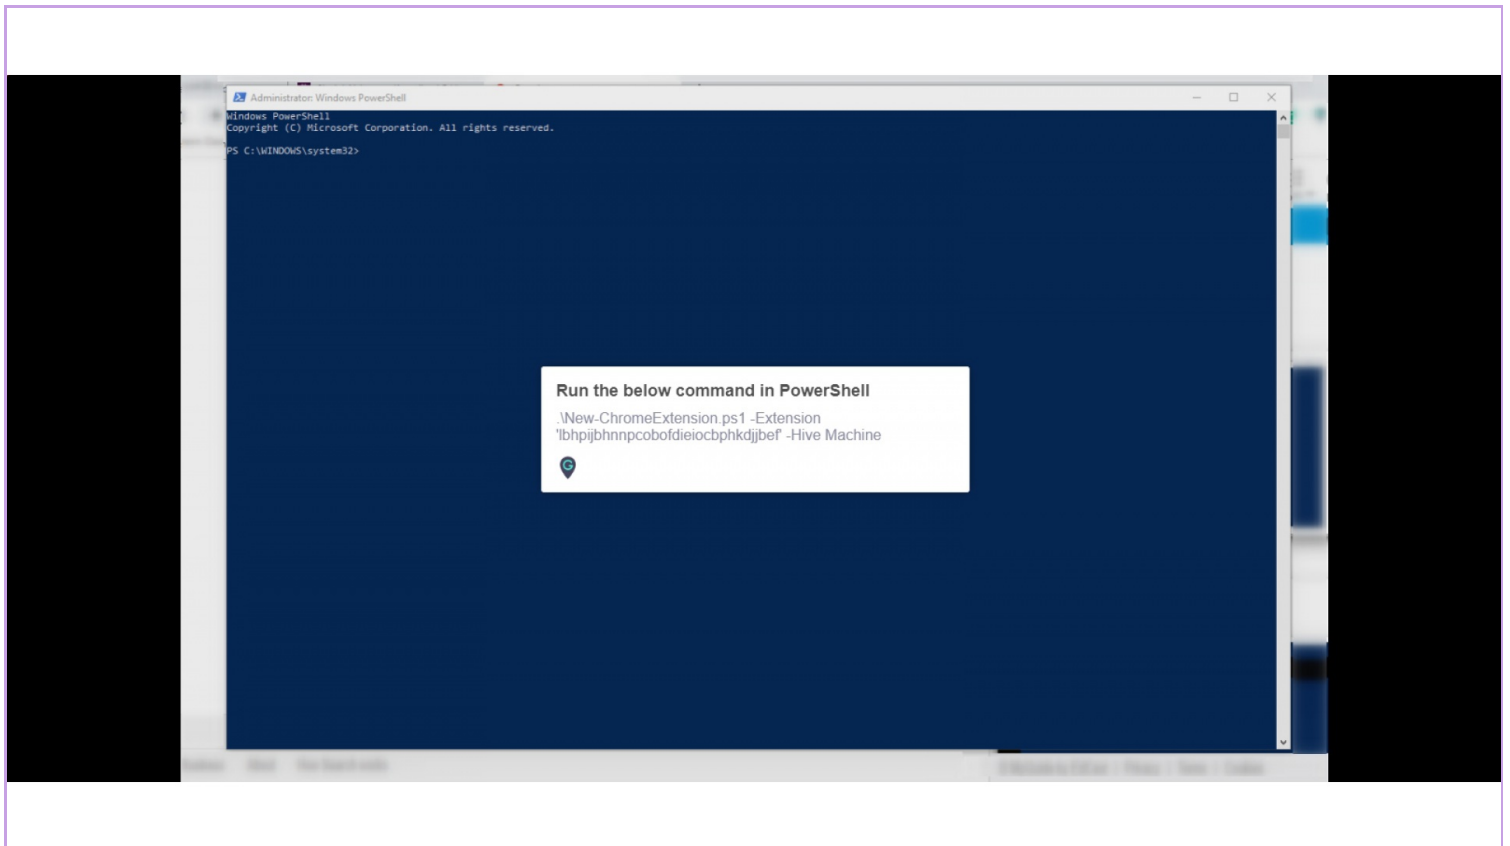 Administrator: Windows PowerShell
Windows PowerShell
Copyright (C) Microsoft Corporation. All rights reserved.
PS C:\WINDOWS\system32>
Run the below command in PowerShell
.\New-ChromeExtension.ps1 -Extension
'lbhpijbhnnpcobofdieiocbphkdjjbef' -Hive Machine
G